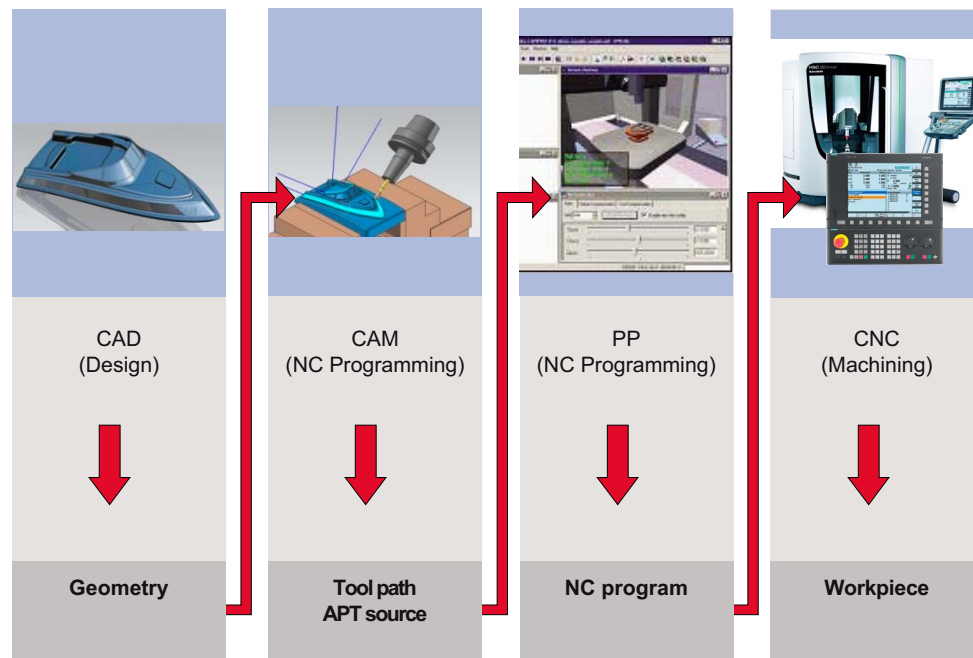 CAD
(Design)
Geometry
CAM
(NC Programming)
Tool path
APT source
PP
(NC Programming)
NC program
CNC
(Machining)
Workpiece